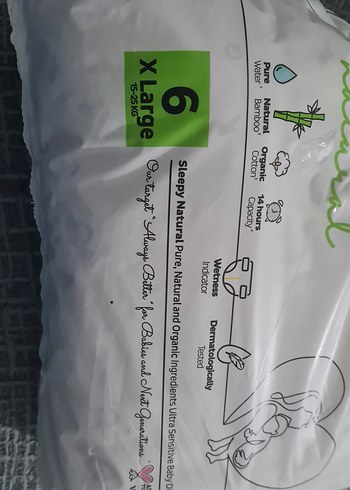 natural
Pure
Water*
Natural
Bamboo*
Organic
Cotton*
14 hours
Capacity*
Wetness
Indicator
Dermatologically
Tested
6
X Large
15-25 KG
Sleepy Natural Pure, Natural and Organic Ingredients Ultra Sensitive Baby D
Our target "Always Better" for Babies and Next Generations